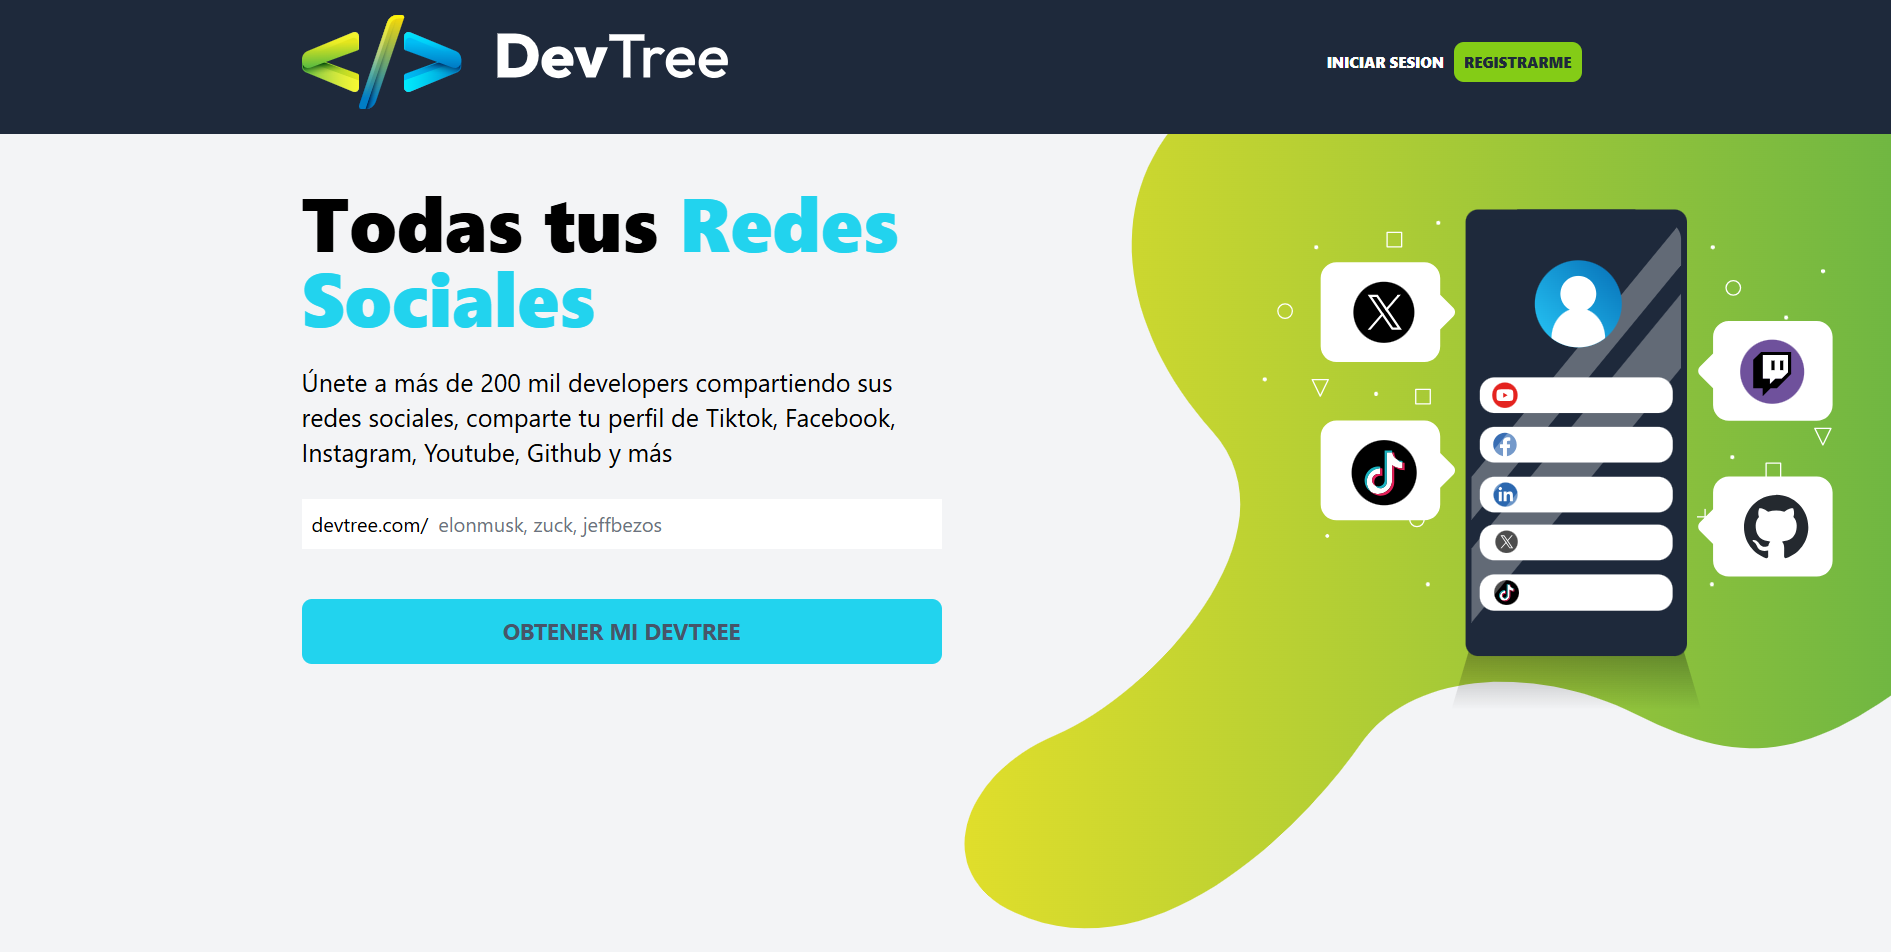 DevTree
INICIAR SESION
REGISTRARME
Todas tus Redes
Sociales
Únete a más de 200 mil developers compartiendo sus
redes sociales, comparte tu perfil de Tiktok, Facebook,
Instagram, Youtube, Github y más
devtree.com/ elonmusk, zuck, jeffbezos
OBTENER MI DEVTREE